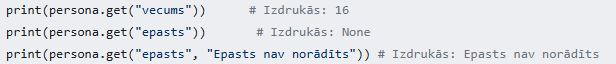 print(persona.get("vecums"))      # Izdrukās: 16
print(persona.get("epasts"))       # Izdrukās: None
print(persona.get("epasts", "Epasts nav norādīts")) # Izdrukās: Epasts nav norādīts